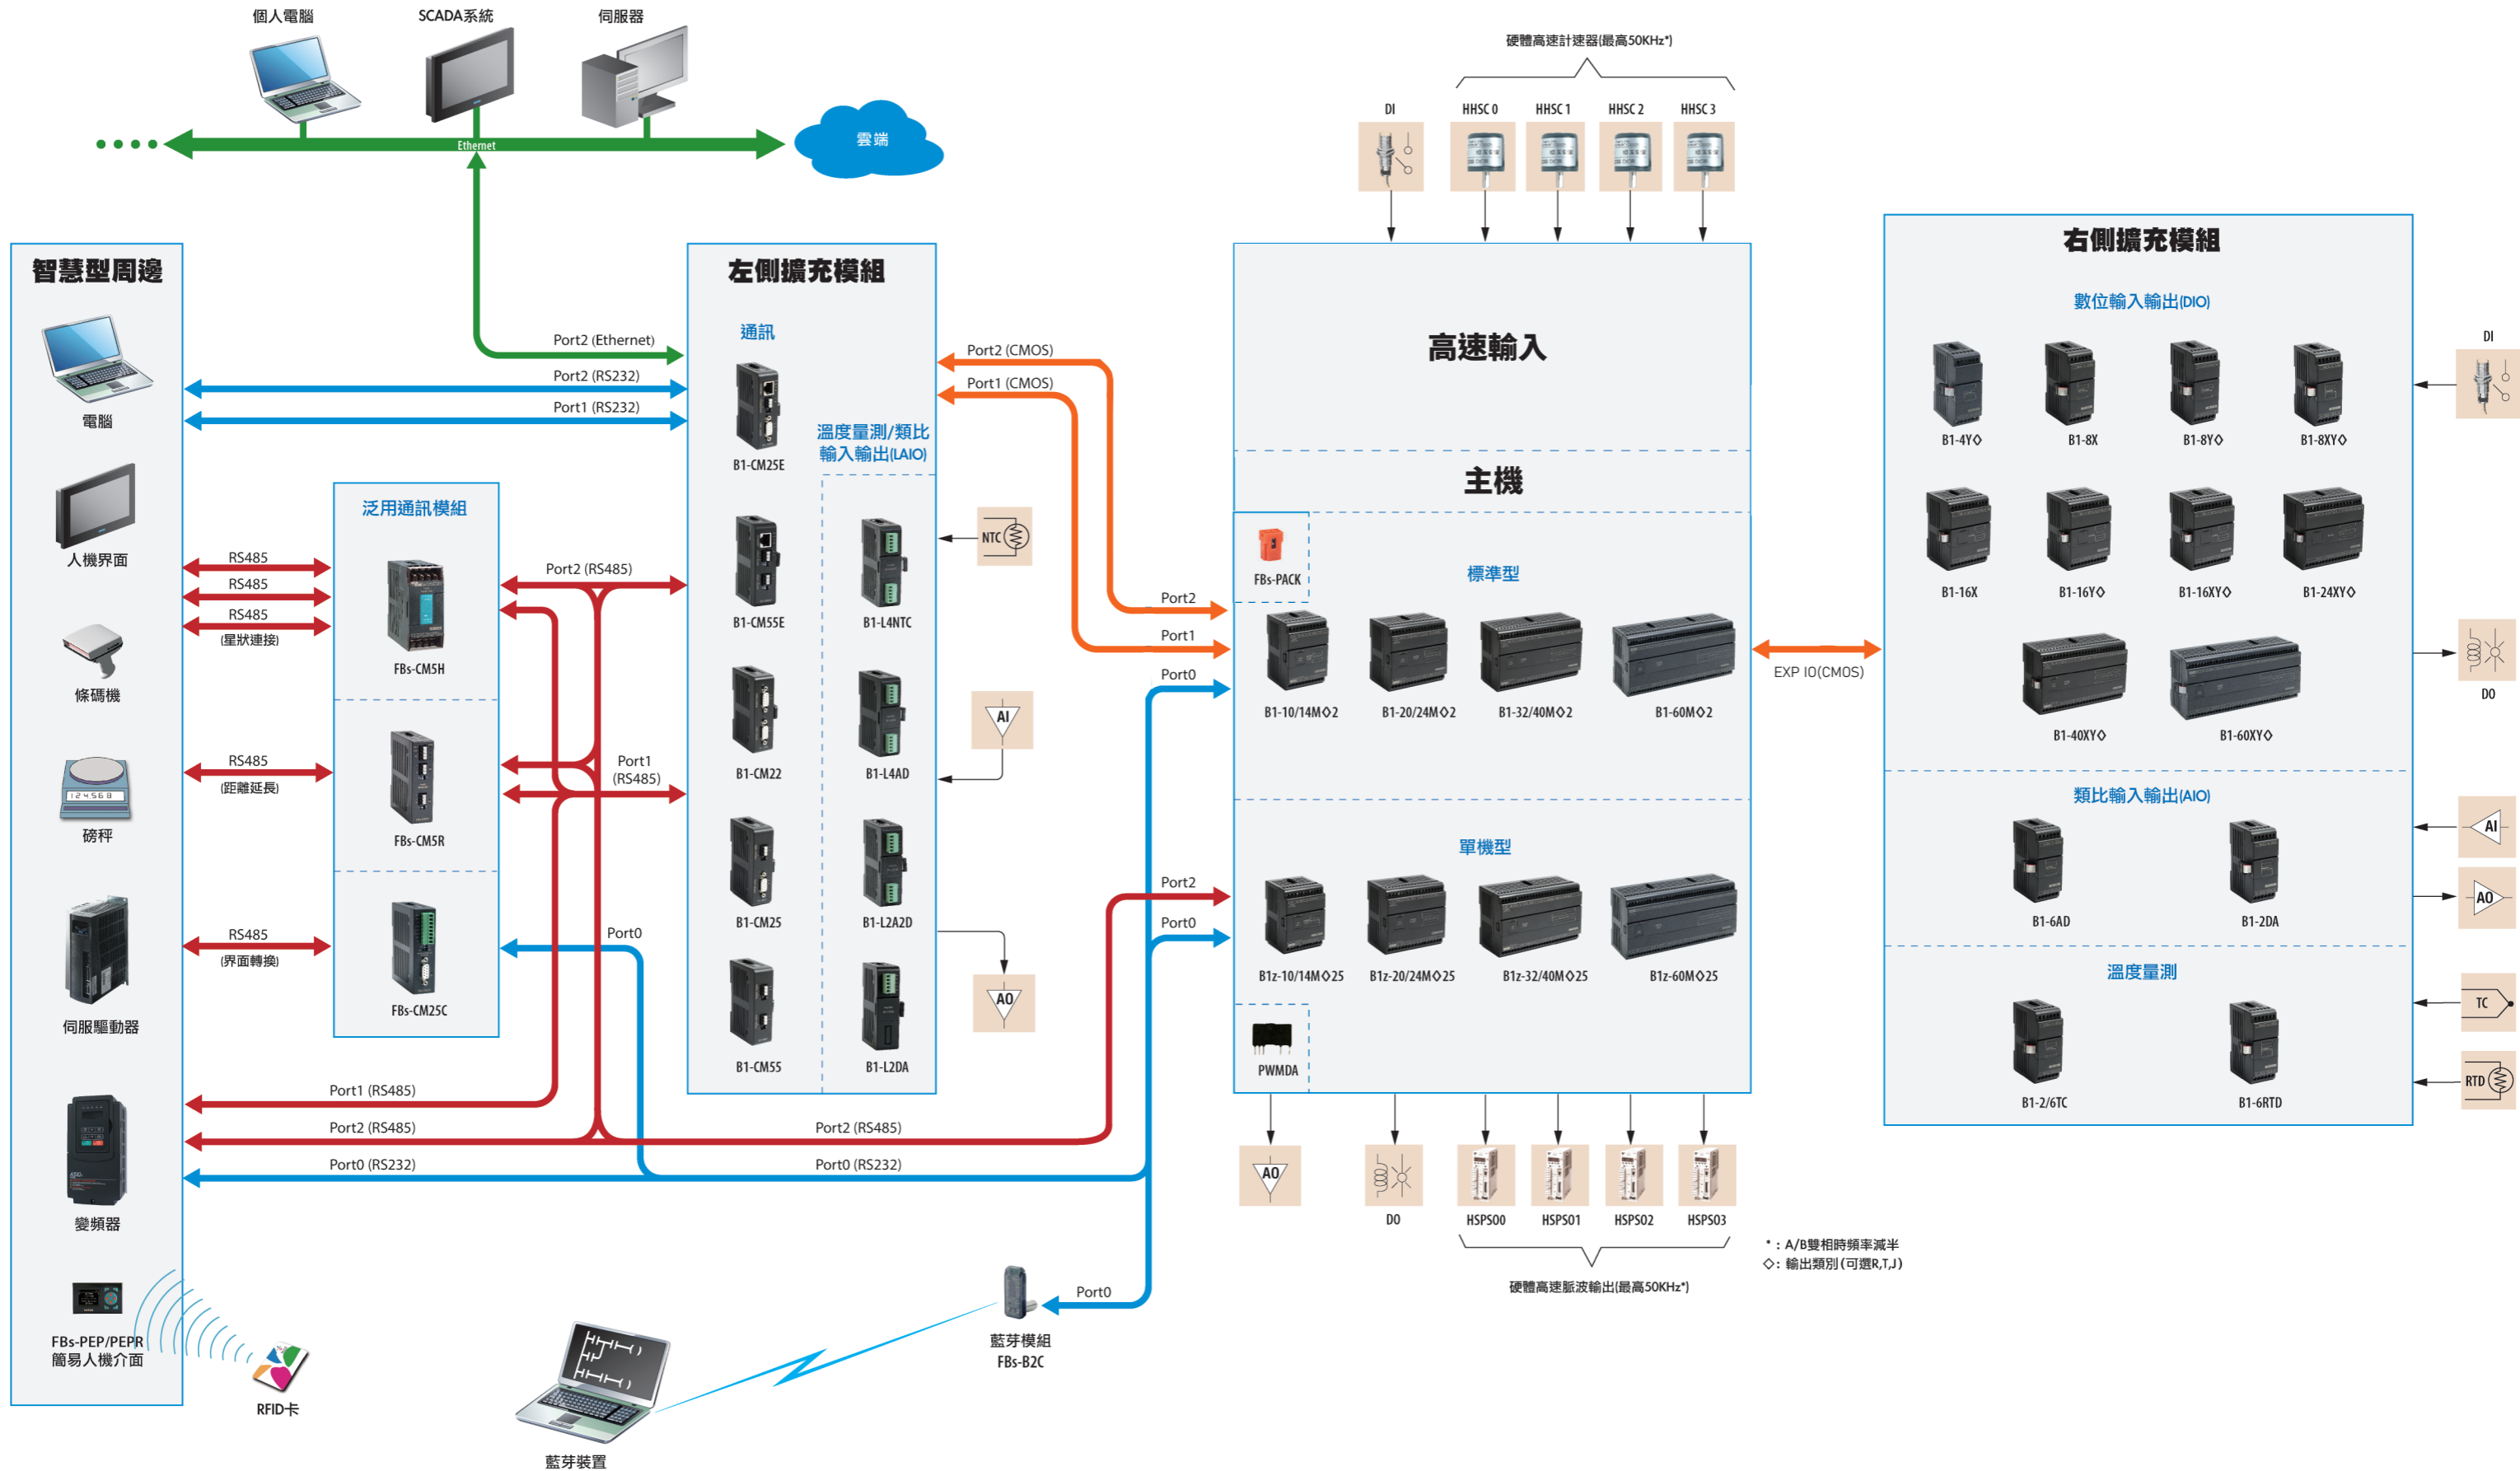 個人電腦
SCADA系統
伺服器
Ethernet
雲端
硬體高速計速器(最高50KHz*)
DI
HHSC 0
HHSC 1
HHSC 2
HHSC 3
智慧型周邊
電腦
人機界面
條碼機
124.568
磅秤
伺服驅動器
變頻器
FBs-PEP/PEPR
簡易人機介面
RFID卡
Port2 (Ethernet)
Port2 (RS232)
Port1 (RS232)
泛用通訊模組
RS485
RS485
RS485
(星狀連接)
FBs-CM5H
RS485
(距離延長)
FBs-CM5R
RS485
(界面轉換)
FBs-CM25C
Port2 (RS485)
Port1
(RS485)
Port0
Port1 (RS485)
Port2 (RS485)
Port0 (RS232)
Port2 (RS485)
Port0 (RS232)
左側擴充模組
通訊
B1-CM25E
B1-CM55E
B1-CM22
B1-CM25
B1-CM55
溫度量測/類比
輸入輸出(LAIO)
B1-L4NTC
B1-L4AD
B1-L2A2D
B1-L2DA
NTC
AI
AO
Port2 (CMOS)
Port1 (CMOS)
Port2
Port1
Port0
Port2
Port0
Port0
藍芽模組
FBs-B2C
藍芽裝置
高速輸入
主機
FBs-PACK
標準型
B1-10/14M◇2
B1-20/24M◇2
B1-32/40M◇2
B1-60M◇2
單機型
B1z-10/14M◇25
B1z-20/24M◇25
B1z-32/40M◇25
B1z-60M◇25
PWMDA
AO
DO
HSPSO0
HSPSO1
HSPSO2
HSPSO3
硬體高速脈波輸出(最高50KHz*)
*：A/B雙相時頻率減半
◇：輸出類別(可選R,T,J)
EXP IO(CMOS)
右側擴充模組
數位輸入輸出(DIO)
B1-4Y◇
B1-8X
B1-8Y◇
B1-8XY◇
B1-16X
B1-16Y◇
B1-16XY◇
B1-24XY◇
B1-40XY◇
B1-60XY◇
類比輸入輸出(AIO)
B1-6AD
B1-2DA
溫度量測
B1-2/6TC
B1-6RTD
DI
DO
AI
AO
TC
RTD